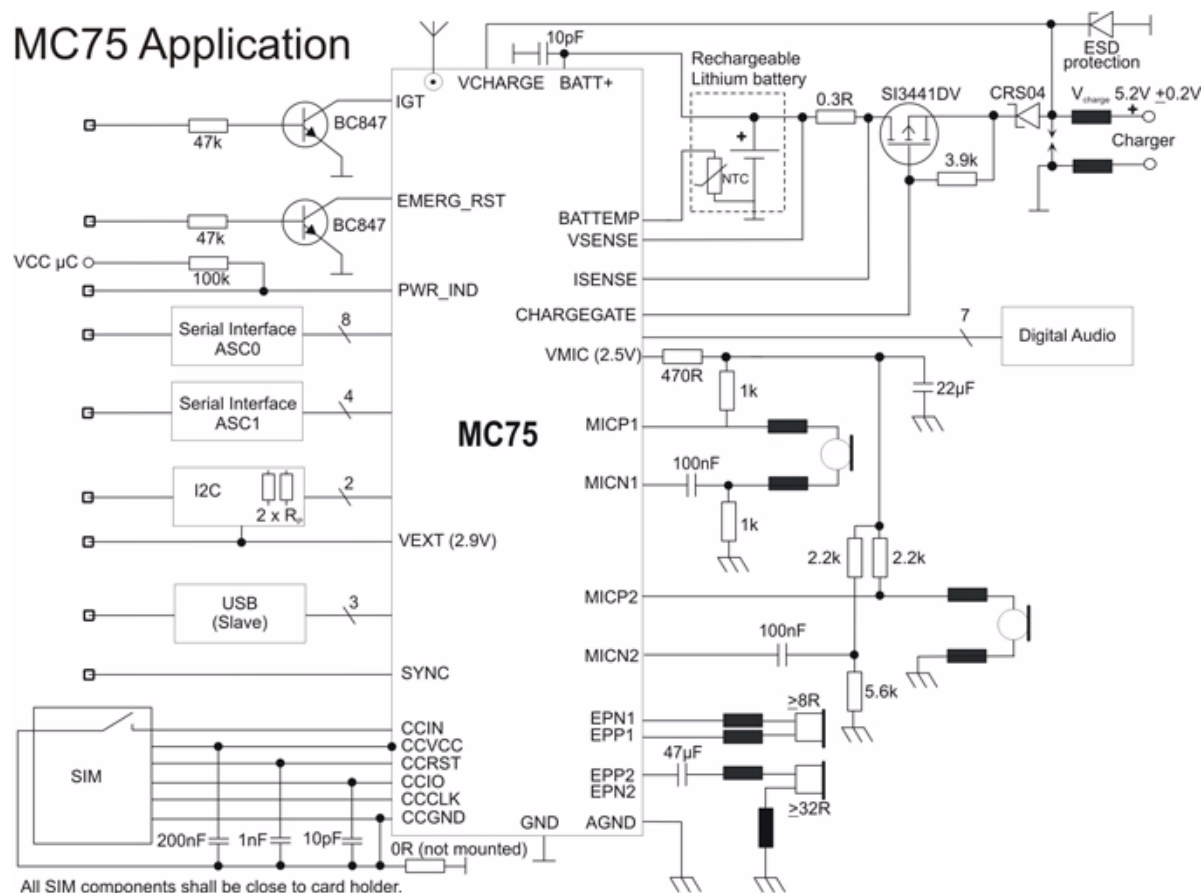 MC75 Application
10pF
ESD
protection
VCHARGE
BATT+
Rechargeable
Lithium battery
IGT
BC847
47k
0.3R
SI3441DV
CRS04
Vcharge 5.2V ±0.2V
+
Charger
+
3.9k
NTC
EMERG_RST
BC847
47k
BATTEMP
VSENSE
VCC µC
100k
PWR_IND
ISENSE
CHARGEGATE
Serial Interface
ASC0
8
7
Digital Audio
VMIC (2.5V)
470R
1k
22µF
Serial Interface
ASC1
4
MC75
MICP1
100nF
MICN1
1k
I2C
2 x Rp
2
VEXT (2.9V)
2.2k
2.2k
USB
(Slave)
3
MICP2
100nF
MICN2
SYNC
5.6k
≥8R
EPN1
EPP1
47µF
EPP2
EPN2
≥32R
SIM
CCIN
CCVCC
CCRST
CCIO
CCCLK
CCGND
200nF
1nF
10pF
0R (not mounted)
GND
AGND
All SIM components shall be close to card holder.